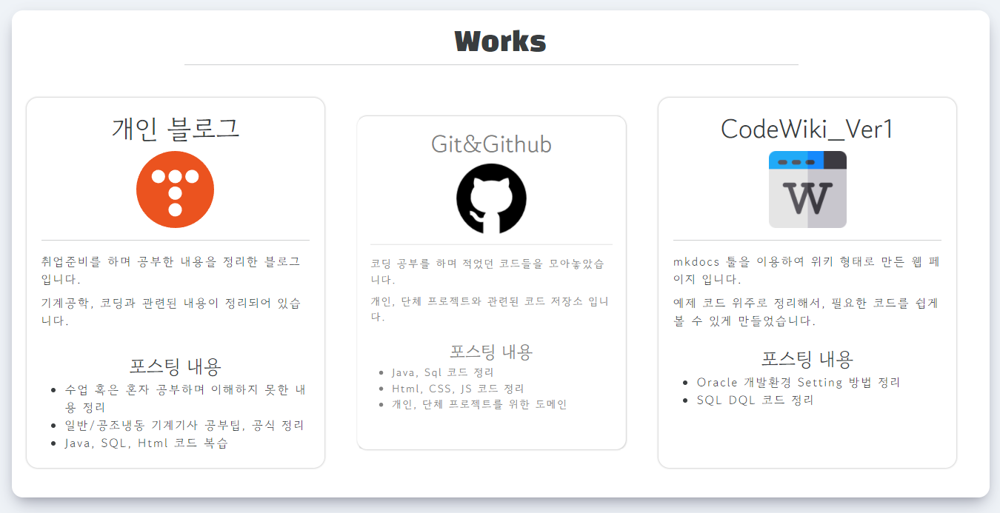 Works
개인 블로그
취업준비를 하며 공부한 내용을 정리한 블로그
입니다.
기계공학, 코딩과 관련된 내용이 정리되어 있습
니다.
포스팅 내용
수업 혹은 혼자 공부하며 이해하지 못한 내
용 정리
일반/공조냉동 기계기사 공부팁, 공식 정리
Java, SQL, Html 코드 복습
Git&Github
코딩 공부를 하며 적었던 코드들을 모아놓았습
니다.
개인, 단체 프로젝트와 관련된 코드 저장소 입니
다.
포스팅 내용
Java, Sql 코드 정리
Html, CSS, JS 코드 정리
개인, 단체 프로젝트를 위한 도메인
CodeWiki_Ver1
W
mkdocs 툴을 이용하여 위키 형태로 만든 웹 페
이지 입니다.
예제 코드 위주로 정리해서, 필요한 코드를 쉽게
볼 수 있게 만들었습니다.
포스팅 내용
Oracle 개발환경 Setting 방법 정리
SQL DQL 코드 정리